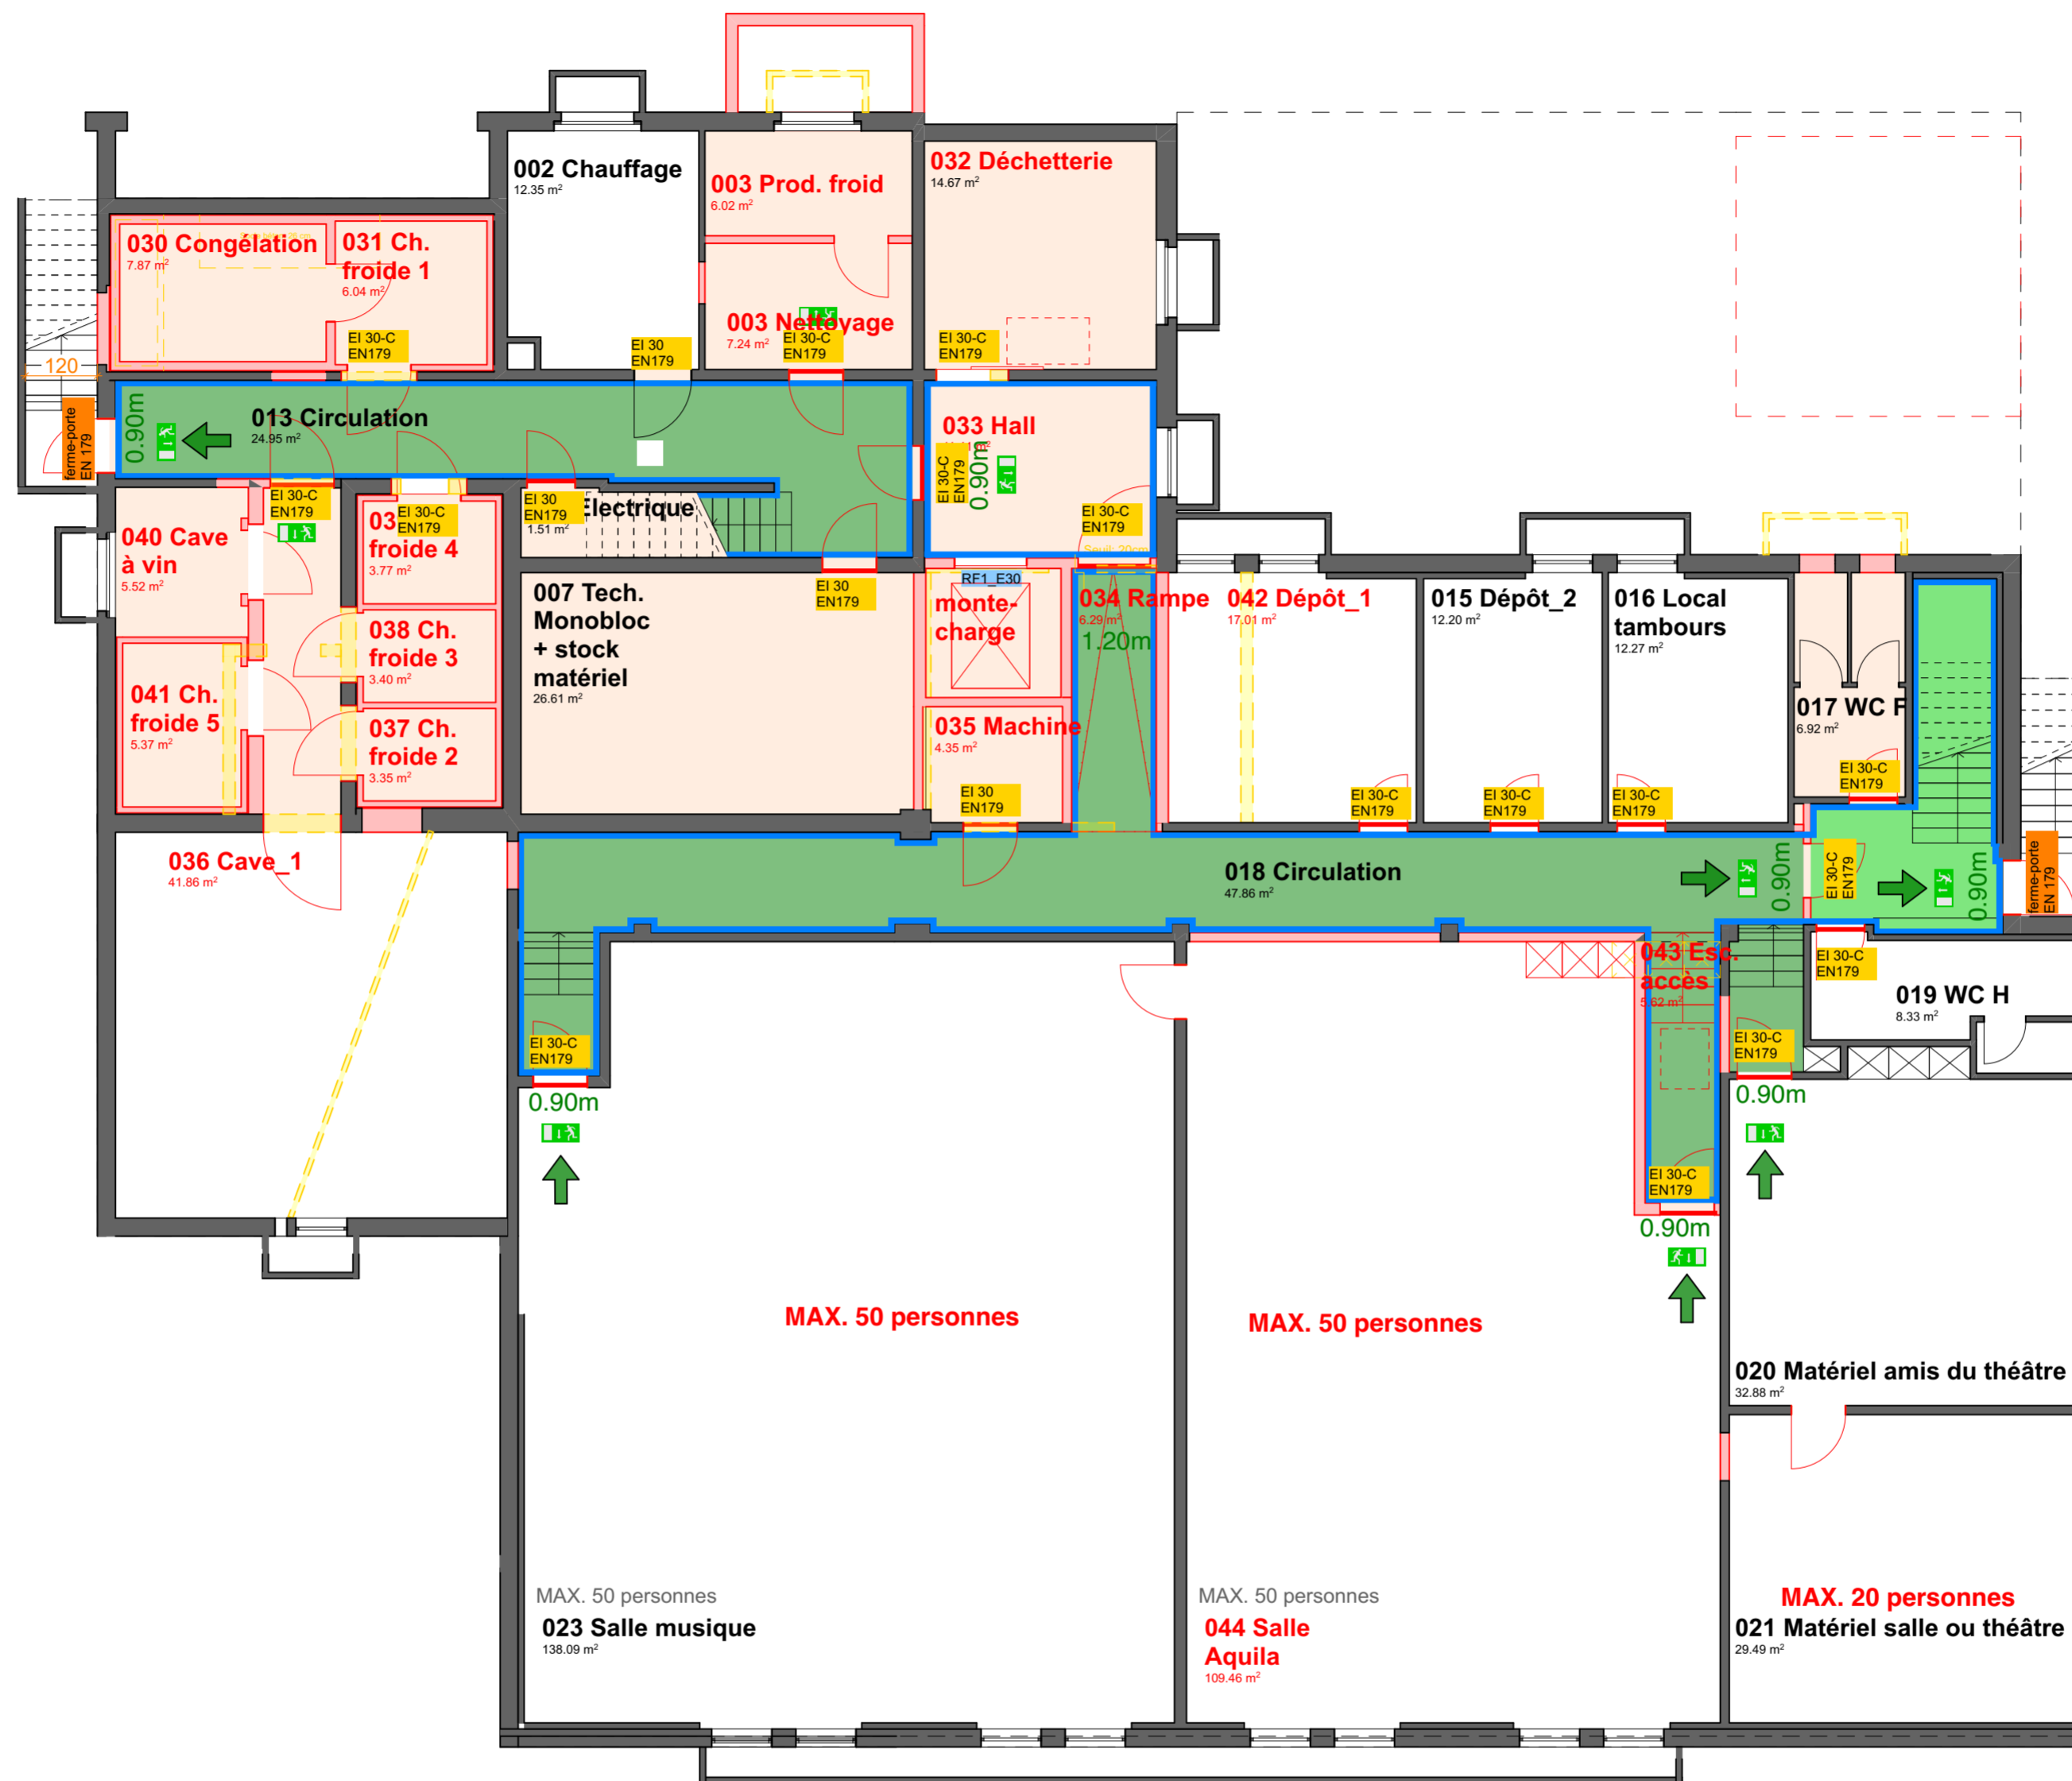 002 Chauffage
12.35 m²
003 Prod. froid
6.02 m²
032 Déchetterie
14.67 m²
030 Congélation
7.87 m²
031 Ch.
froide 1
6.04 m²
EI 30-C
EN179
EI 30
EN179
003 Nettoyage
7.24 m²
EI 30-C
EN179
EI 30-C
EN179
120
ferme-porte
EN 179
0.90m
013 Circulation
24.95 m²
033 Hall
EI 30-C
EN179
0.90m
EI 30-C
EN179
Seuil: 20cm
EI 30-C
EN179
EI 30-C
EN179
EI 30
EN179
Electrique
1.51 m²
040 Cave
à vin
5.52 m²
froide 4
3.77 m²
038 Ch.
froide 3
3.40 m²
037 Ch.
froide 2
3.35 m²
041 Ch.
froide 5
5.37 m²
007 Tech.
Monobloc
+ stock
matériel
26.61 m²
EI 30
EN179
RF1_E30
monte-
charge
035 Machine
4.35 m²
EI 30
EN179
034 Rampe
6.29 m²
1.20m
042 Dépôt_1
17.01 m²
EI 30-C
EN179
015 Dépôt_2
12.20 m²
EI 30-C
EN179
016 Local
tambours
12.27 m²
EI 30-C
EN179
017 WC F
6.92 m²
EI 30-C
EN179
036 Cave_1
41.86 m²
018 Circulation
47.86 m²
0.90m
EI 30-C
EN179
0.90m
ferme-porte
EN 179
043 Esc.
accès
5.62 m²
EI 30-C
EN179
019 WC H
8.33 m²
EI 30-C
EN179
0.90m
EI 30-C
EN179
0.90m
EI 30-C
EN179
0.90m
MAX. 50 personnes
MAX. 50 personnes
020 Matériel amis du théâtre
32.88 m²
MAX. 50 personnes
023 Salle musique
138.09 m²
MAX. 50 personnes
044 Salle
Aquila
109.46 m²
MAX. 20 personnes
021 Matériel salle ou théâtre
29.49 m²